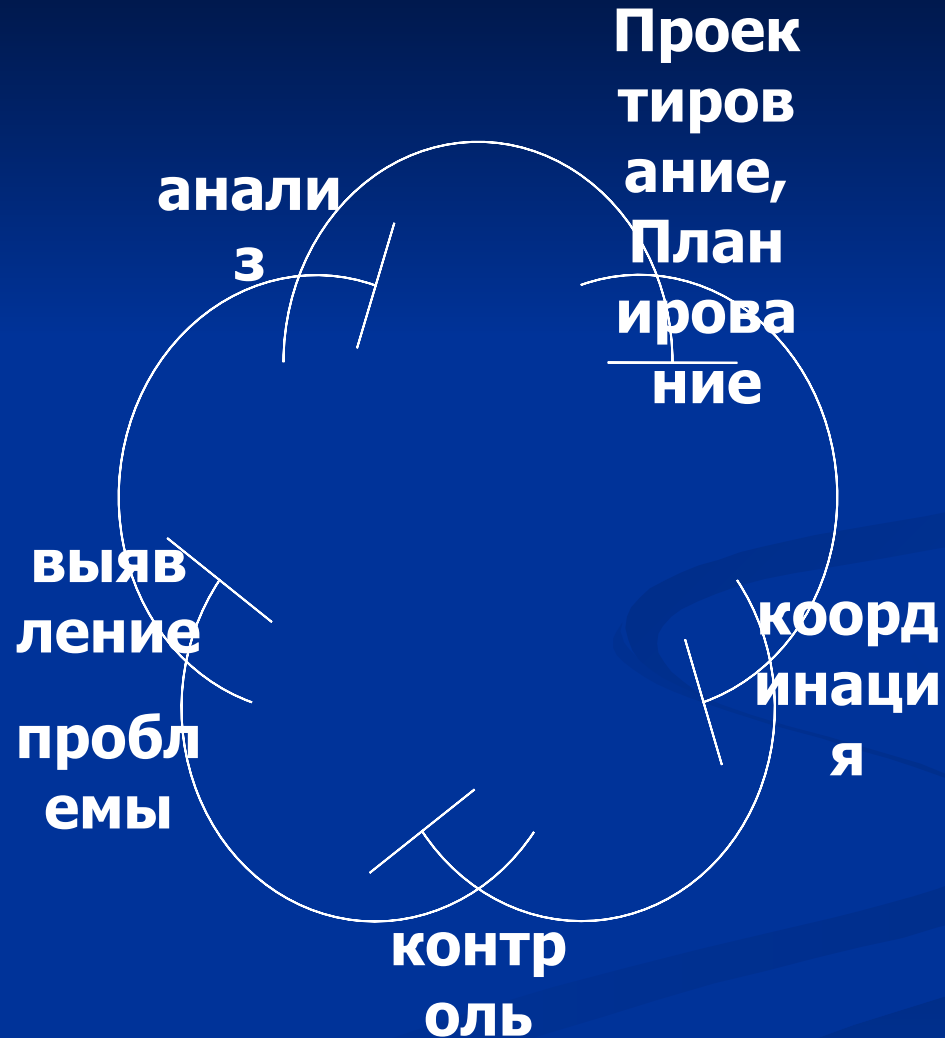 Проек
тиров
ание,
План
ирова
ние
анали
з
выяв
ление
пробл
емы
коорд
инаци
я
контр
оль